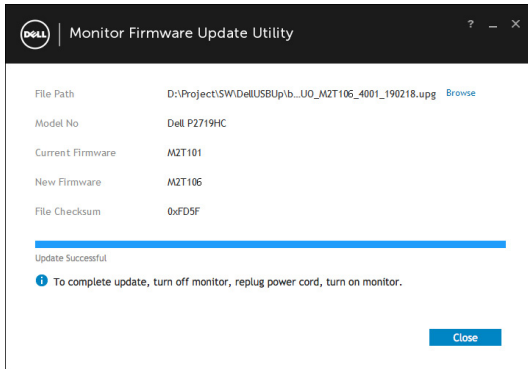 DELL Monitor Firmware Update Utility ? _ ×
File Path D:\Project\SW\DellUSBUp\b...UO_M2T106_4001_190218.upg Browse
Model No Dell P2719HC
Current Firmware M2T101
New Firmware M2T106
File Checksum 0xFD5F
Update Successful
To complete update, turn off monitor, replug power cord, turn on monitor.
Close